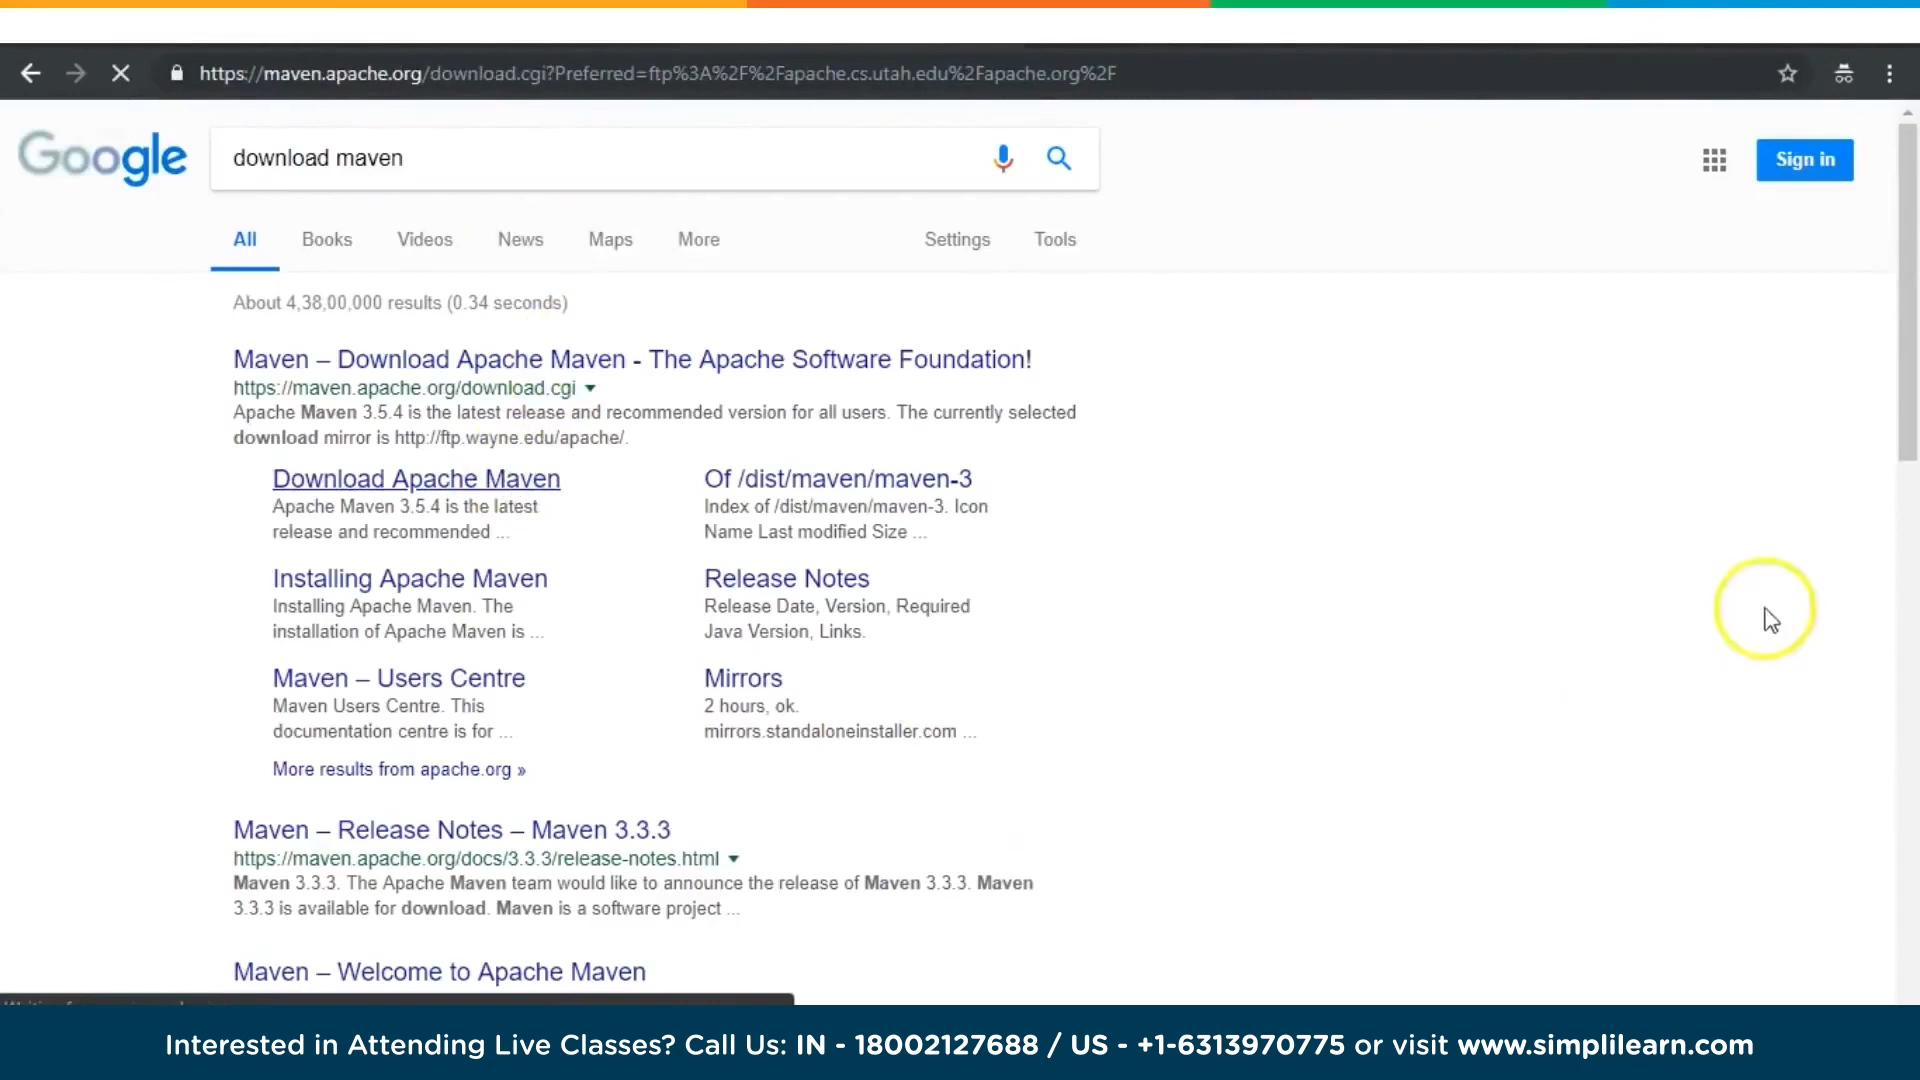 https://maven.apache.org/download.cgi?Preferred=ftp%3A%2F%2Fapache.cs.utah.edu%2Fapache.org%2F
Google
download maven
Sign in
All Books Videos News Maps More Settings Tools
About 4,38,00,000 results (0.34 seconds)
Maven – Download Apache Maven - The Apache Software Foundation!
https://maven.apache.org/download.cgi
Apache Maven 3.5.4 is the latest release and recommended version for all users. The currently selected
download mirror is http://ftp.wayne.edu/apache/.
Download Apache Maven
Apache Maven 3.5.4 is the latest
release and recommended ...
Of /dist/maven/maven-3
Index of /dist/maven/maven-3. Icon
Name Last modified Size ...
Installing Apache Maven
Installing Apache Maven. The
installation of Apache Maven is ...
Release Notes
Release Date, Version, Required
Java Version, Links.
Maven – Users Centre
Maven Users Centre. This
documentation centre is for ...
Mirrors
2 hours, ok.
mirrors.standaloneinstaller.com ...
More results from apache.org »
Maven – Release Notes – Maven 3.3.3
https://maven.apache.org/docs/3.3.3/release-notes.html
Maven 3.3.3. The Apache Maven team would like to announce the release of Maven 3.3.3. Maven
3.3.3 is available for download. Maven is a software project ...
Maven – Welcome to Apache Maven
Interested in Attending Live Classes? Call Us: IN - 18002127688 / US - +1-6313970775 or visit www.simplilearn.com